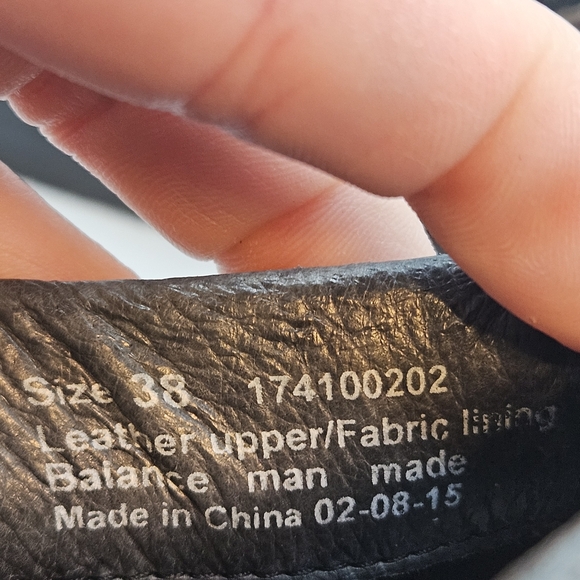 Size 38 174100202
Leather upper/Fabric lining
Balance man made
Made in China 02-08-15